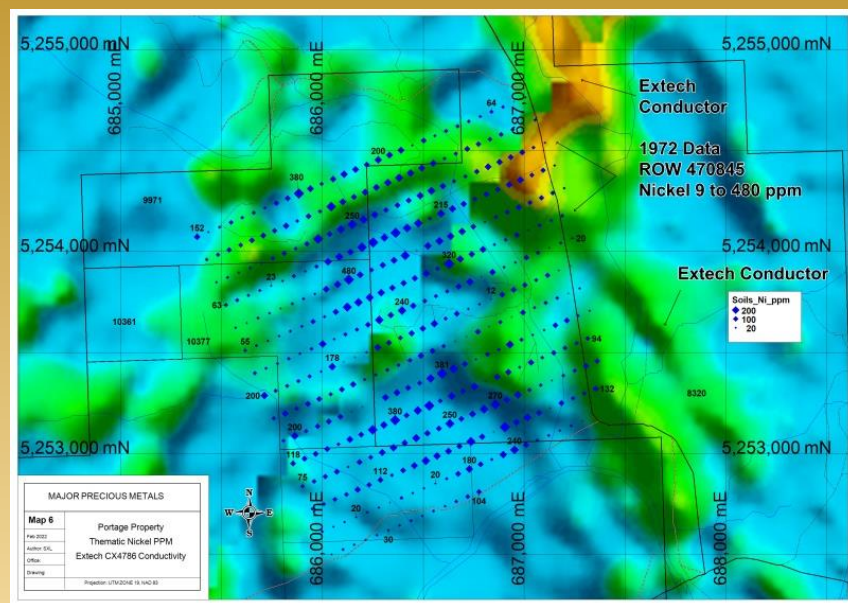 5,255,000 mN
5,255,000 mN
685,000 mE
686,000 mE
687,000 mE
Extech
Conductor
64
1972 Data
ROW 470845
Nickel 9 to 480 ppm
200
380
9971
215
250
152
5,254,000 mN
5,254,000 mN
20
320
Extech Conductor
23
480
12
Soils_Ni_ppm
200
100
20
63
240
10361
10377
55
94
178
381
132
8320
200
270
380
250
200
5,253,000 mN
5,253,000 mN
240
118
180
75
112
20
104
686,000 mE
687,000 mE
688,000 mE
20
30
N
W E
S
MAJOR PRECIOUS METALS
Map 6
Feb 2022
Author: SXL
Office:
Drawing:
Portage Property
Thematic Nickel PPM
Extech CX4786 Conductivity
Projection: UTM ZONE 19, NAD 83